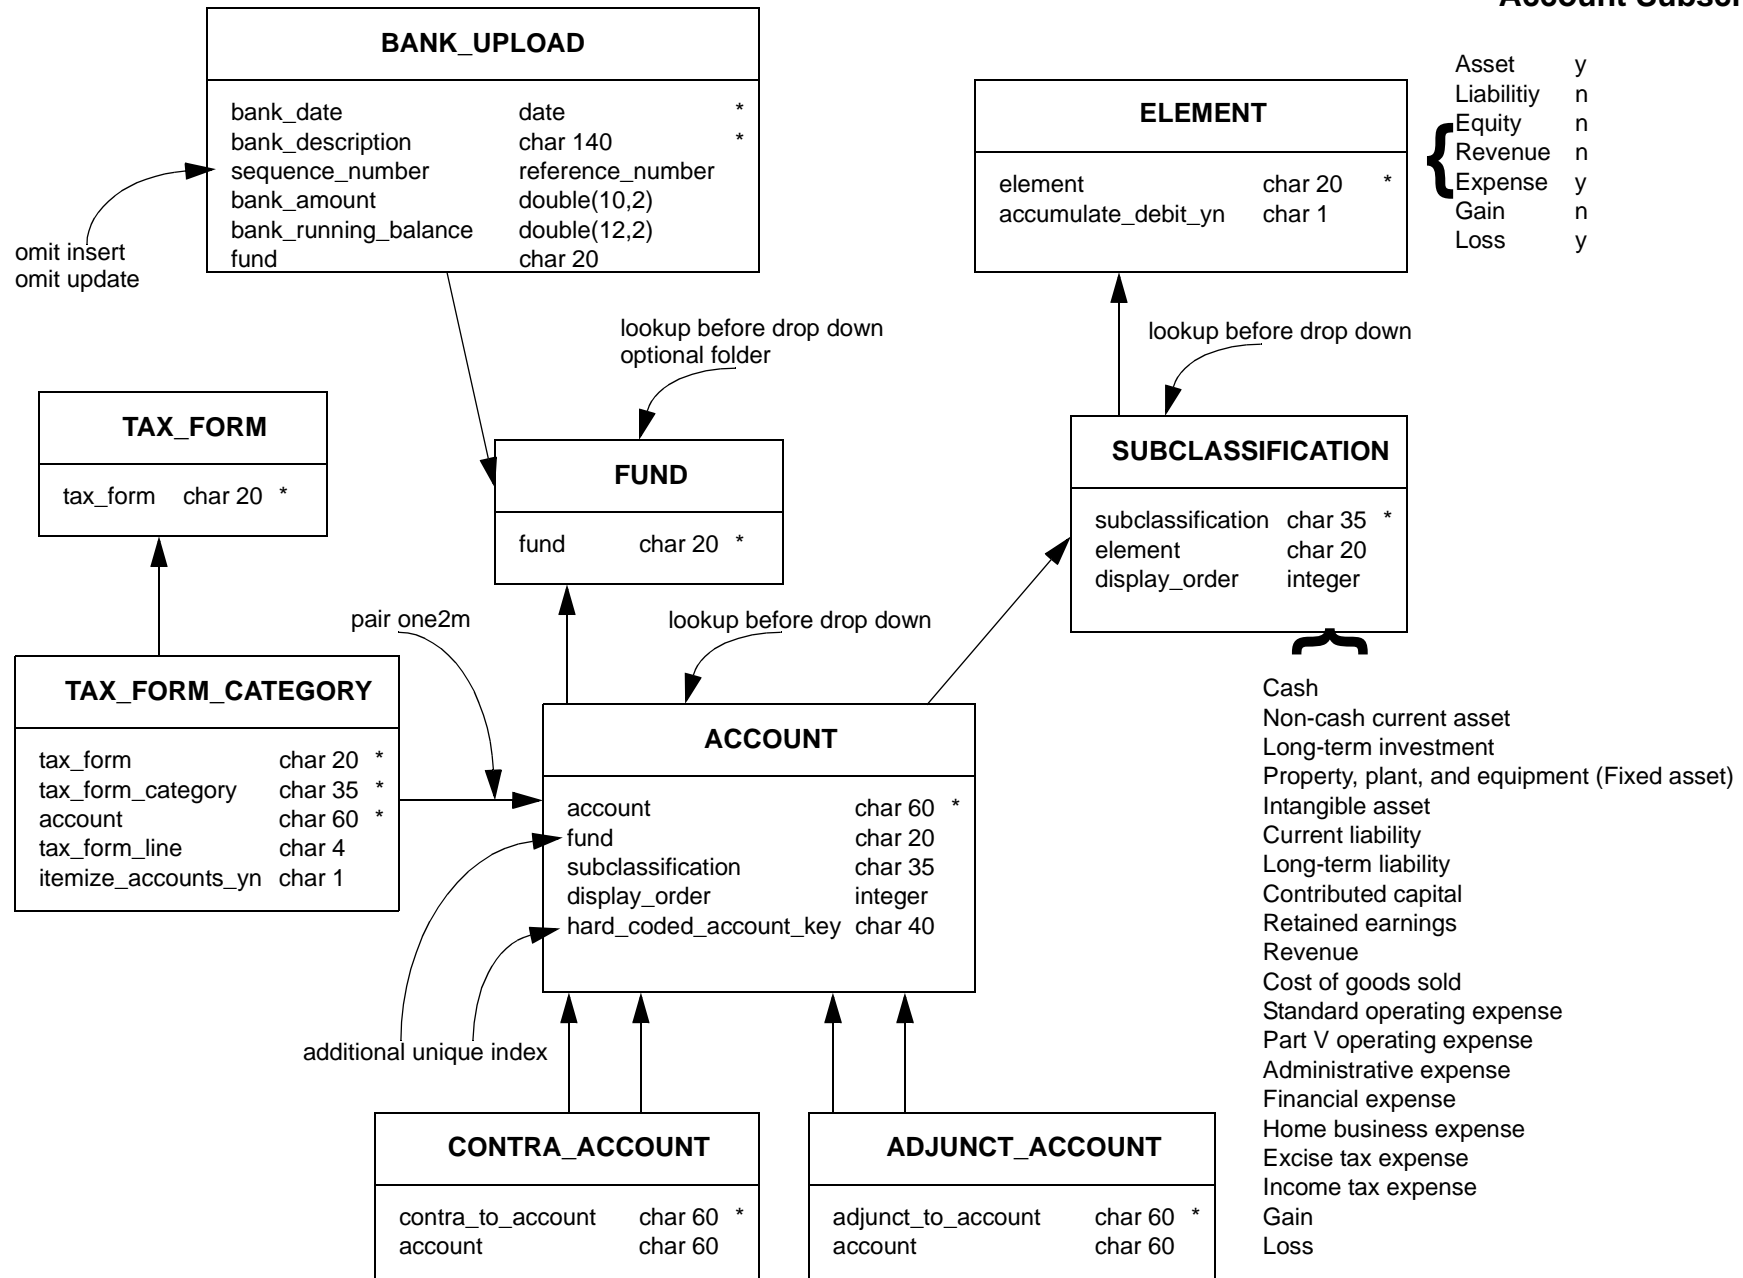 Account Subscr
BANK_UPLOAD
bank_date date *
bank_description char 140 *
sequence_number reference_number
bank_amount double(10,2)
bank_running_balance double(12,2)
fund char 20
omit insert
omit update
ELEMENT
element char 20 *
accumulate_debit_yn char 1
Asset y
Liabilitiy n
Equity n
Revenue n
Expense y
Gain n
Loss y
lookup before drop down
optional folder
lookup before drop down
TAX_FORM
tax_form char 20 *
FUND
fund char 20 *
SUBCLASSIFICATION
subclassification char 35 *
element char 20
display_order integer
pair one2m
lookup before drop down
TAX_FORM_CATEGORY
tax_form char 20 *
tax_form_category char 35 *
account char 60 *
tax_form_line char 4
itemize_accounts_yn char 1
ACCOUNT
account char 60 *
fund char 20
subclassification char 35
display_order integer
hard_coded_account_key char 40
additional unique index
Cash
Non-cash current asset
Long-term investment
Property, plant, and equipment (Fixed asset)
Intangible asset
Current liability
Long-term liability
Contributed capital
Retained earnings
Revenue
Cost of goods sold
Standard operating expense
Part V operating expense
Administrative expense
Financial expense
Home business expense
Excise tax expense
Income tax expense
Gain
Loss
CONTRA_ACCOUNT
contra_to_account char 60 *
account char 60
ADJUNCT_ACCOUNT
adjunct_to_account char 60 *
account char 60